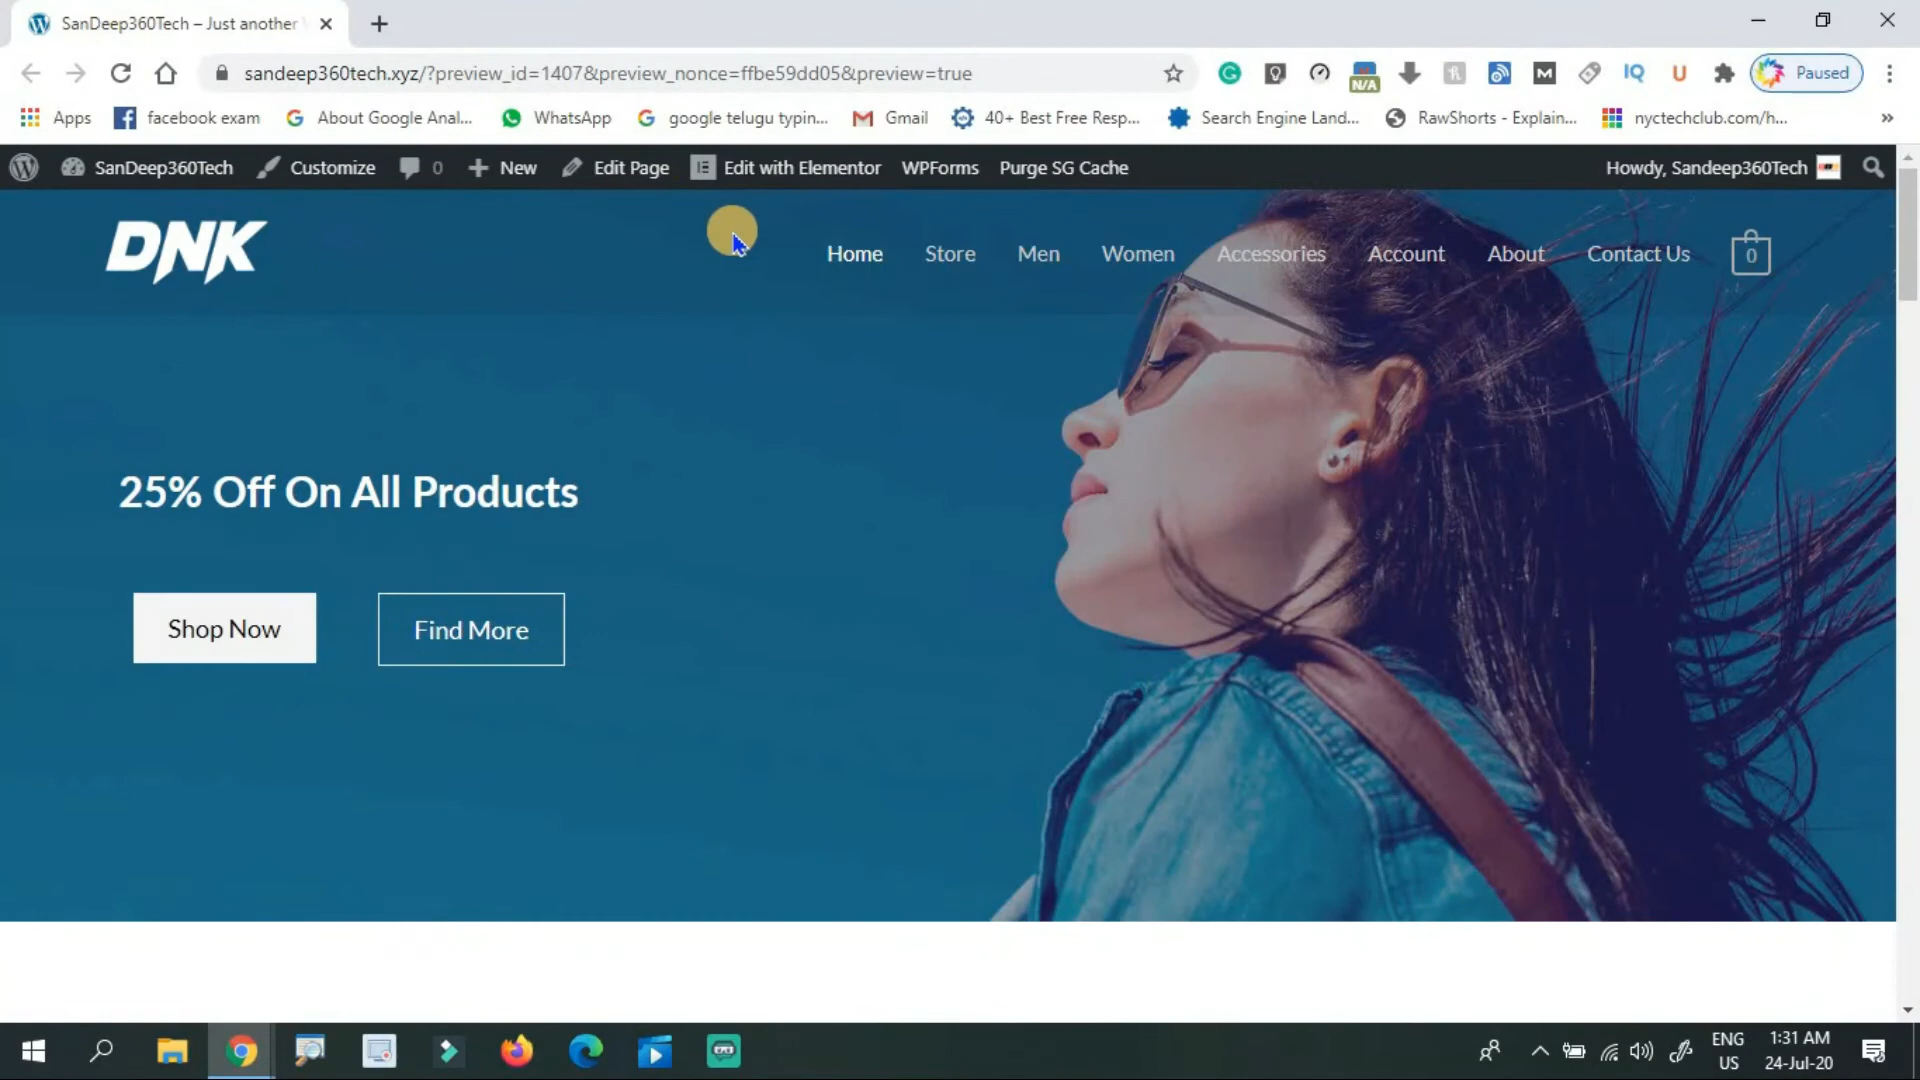 SanDeep360Tech – Just another
sandeep360tech.xyz/?preview_id=1407&preview_nonce=ffbe59dd05&preview=true
N/A
IQ
Paused
Apps
facebook exam
About Google Anal...
WhatsApp
google telugu typin...
Gmail
40+ Best Free Resp...
Search Engine Land...
RawShorts - Explain...
nyctechclub.com/h...
»
SanDeep360Tech
Customize
0
New
Edit Page
Edit with Elementor
WPForms
Purge SG Cache
Howdy, Sandeep360Tech
DNK
Home
Store
Men
Women
Accessories
Account
About
Contact Us
0
25% Off On All Products
Shop Now
Find More
ENG
US
1:31 AM
24-Jul-20